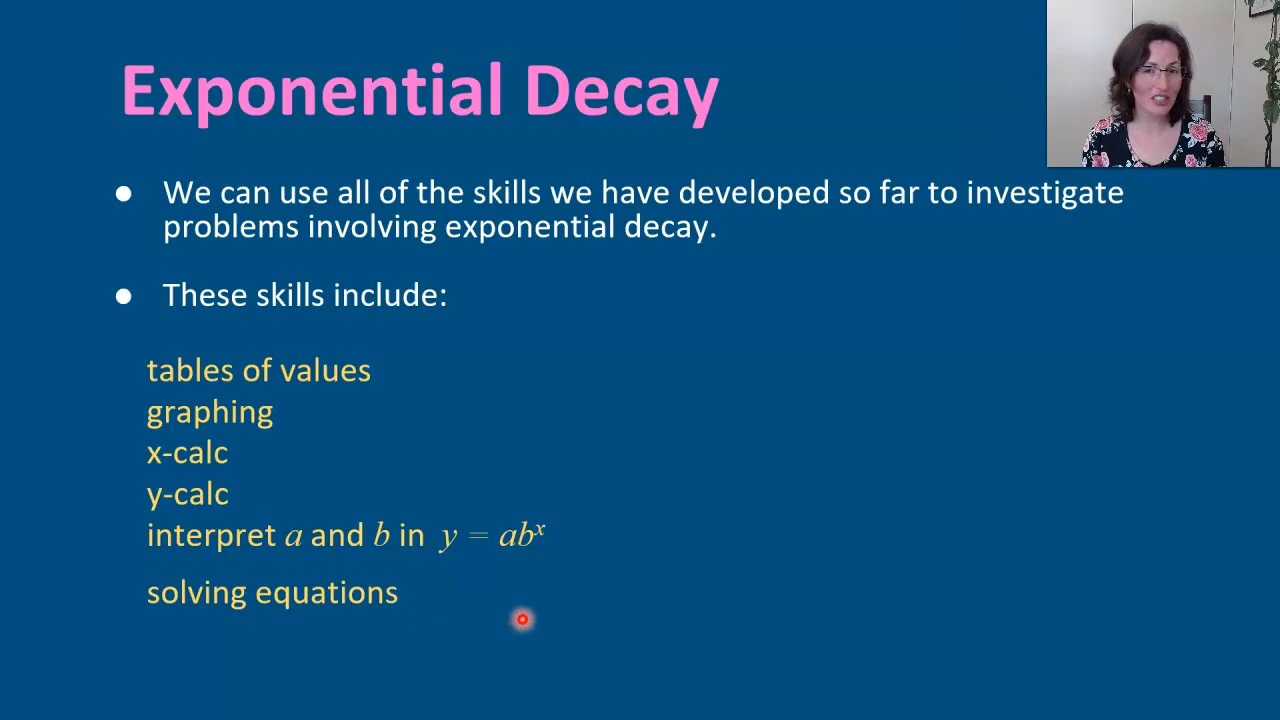 Exponential Decay
● We can use all of the skills we have developed so far to investigate
problems involving exponential decay.
● These skills include:
tables of values
graphing
x-calc
y-calc
interpret a and b in y = abˣ
solving equations